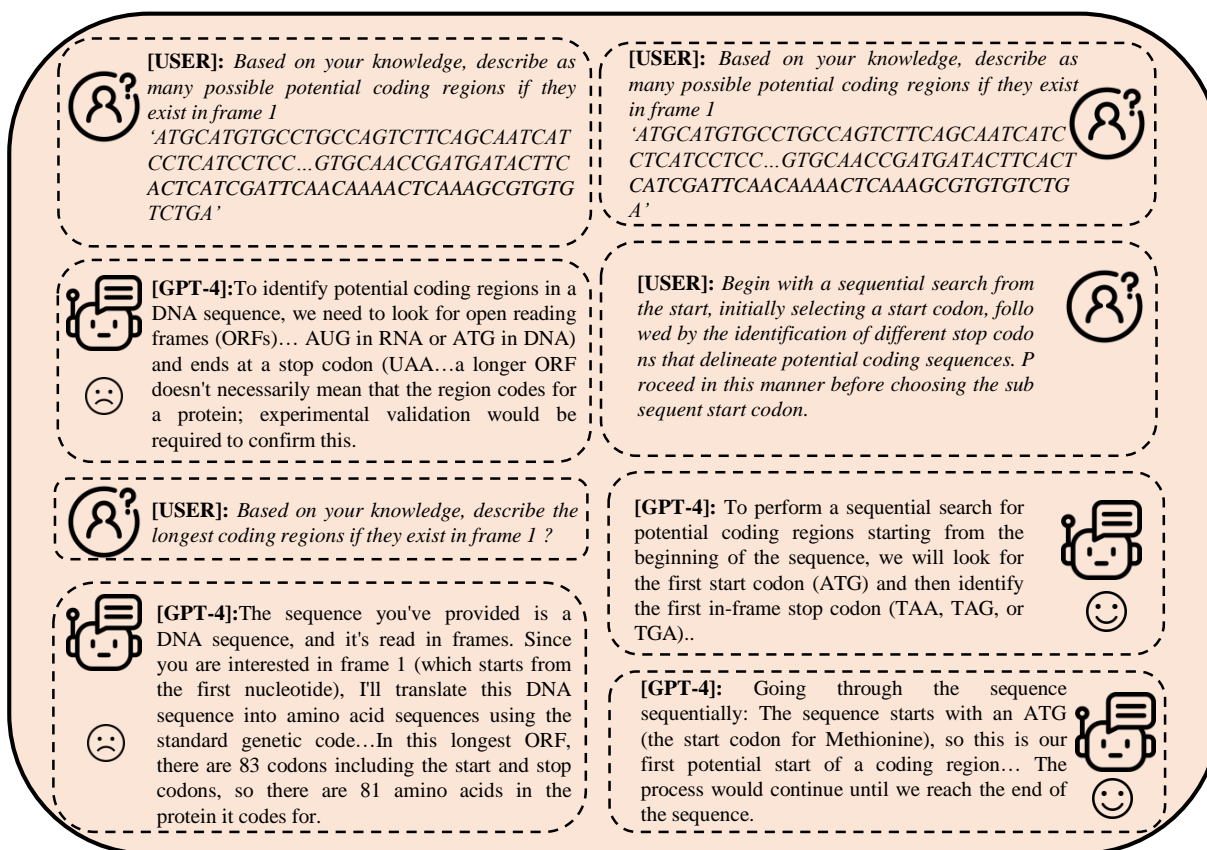 [USER]: Based on your knowledge, describe as
many possible potential coding regions if they
exist in frame 1
‘ATGCATGTGCCTGCCAGTCTTCAGCAATCAT
CCTCATCCTCC...GTGCAACCGATGATACTTC
ACTCATCGATTCAACAAAACTCAAAGCGTGTG
TCTGA’
[GPT-4]:To identify potential coding regions in a
DNA sequence, we need to look for open reading
frames (ORFs)… AUG in RNA or ATG in DNA)
and ends at a stop codon (UAA…a longer ORF
doesn't necessarily mean that the region codes for
a protein; experimental validation would be
required to confirm this.
[USER]: Based on your knowledge, describe the
longest coding regions if they exist in frame 1 ?
[GPT-4]:The sequence you've provided is a
DNA sequence, and it's read in frames. Since
you are interested in frame 1 (which starts from
the first nucleotide), I'll translate this DNA
sequence into amino acid sequences using the
standard genetic code…In this longest ORF,
there are 83 codons including the start and stop
codons, so there are 81 amino acids in the
protein it codes for.
[USER]: Based on your knowledge, describe as
many possible potential coding regions if they exist
in frame 1
‘ATGCATGTGCCTGCCAGTCTTCAGCAATCATC
CTCATCCTCC...GTGCAACCGATGATACTTCACT
CATCGATTCAACAAAACTCAAAGCGTGTGTCTG
A’
[USER]: Begin with a sequential search from
the start, initially selecting a start codon, follo
wed by the identification of different stop codo
ns that delineate potential coding sequences. P
roceed in this manner before choosing the sub
sequent start codon.
[GPT-4]: To perform a sequential search for
potential coding regions starting from the
beginning of the sequence, we will look for
the first start codon (ATG) and then identify
the first in-frame stop codon (TAA, TAG, or
TGA)..
[GPT-4]: Going through the sequence
sequentially: The sequence starts with an ATG
(the start codon for Methionine), so this is our
first potential start of a coding region… The
process would continue until we reach the end of
the sequence.